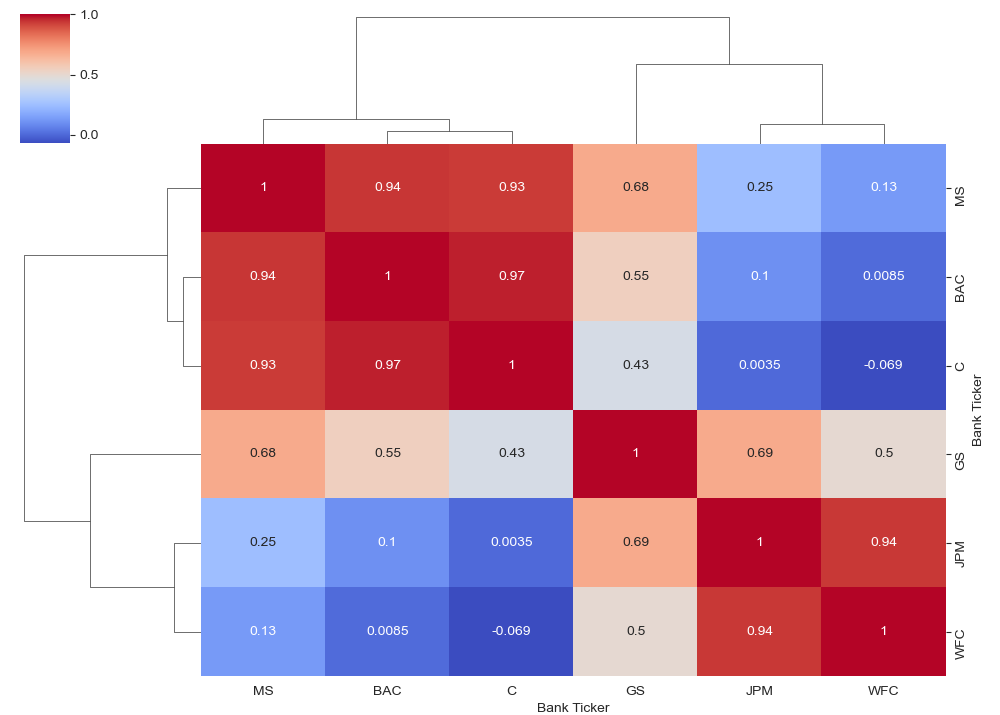 1.0
0.5
0.0
1 0.94 0.93 0.68 0.25 0.13 MS
0.94 1 0.97 0.55 0.1 0.0085 BAC
0.93 0.97 1 0.43 0.0035 -0.069 C
0.68 0.55 0.43 1 0.69 0.5 GS
0.25 0.1 0.0035 0.69 1 0.94 JPM
0.13 0.0085 -0.069 0.5 0.94 1 WFC
Bank Ticker
MS BAC C GS JPM WFC
Bank Ticker